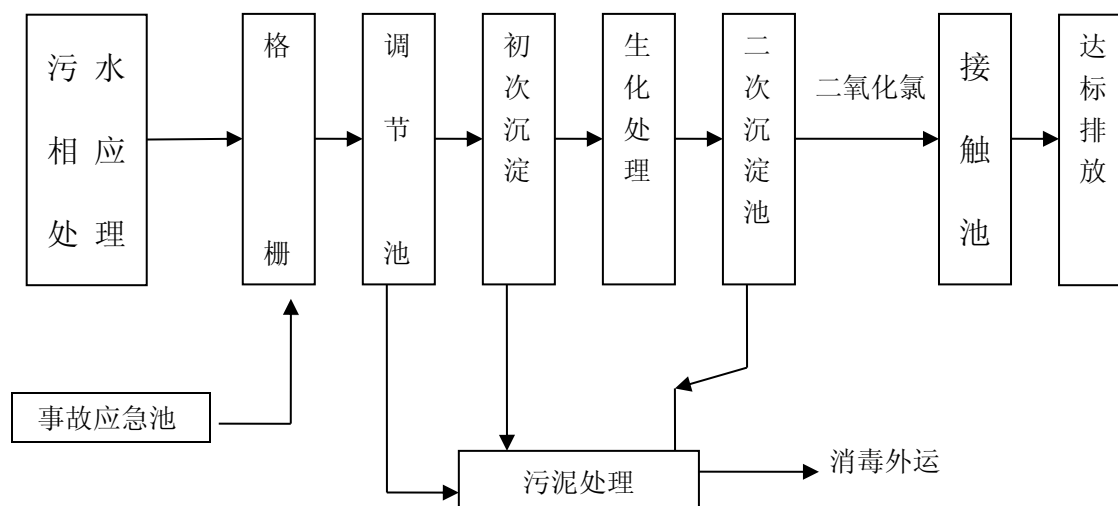 污水
相应
处理
格栅
调节池
初次沉淀
生化处理
二次沉淀池
二氧化氯
接触池
达标排放
事故应急池
污泥处理
消毒外运